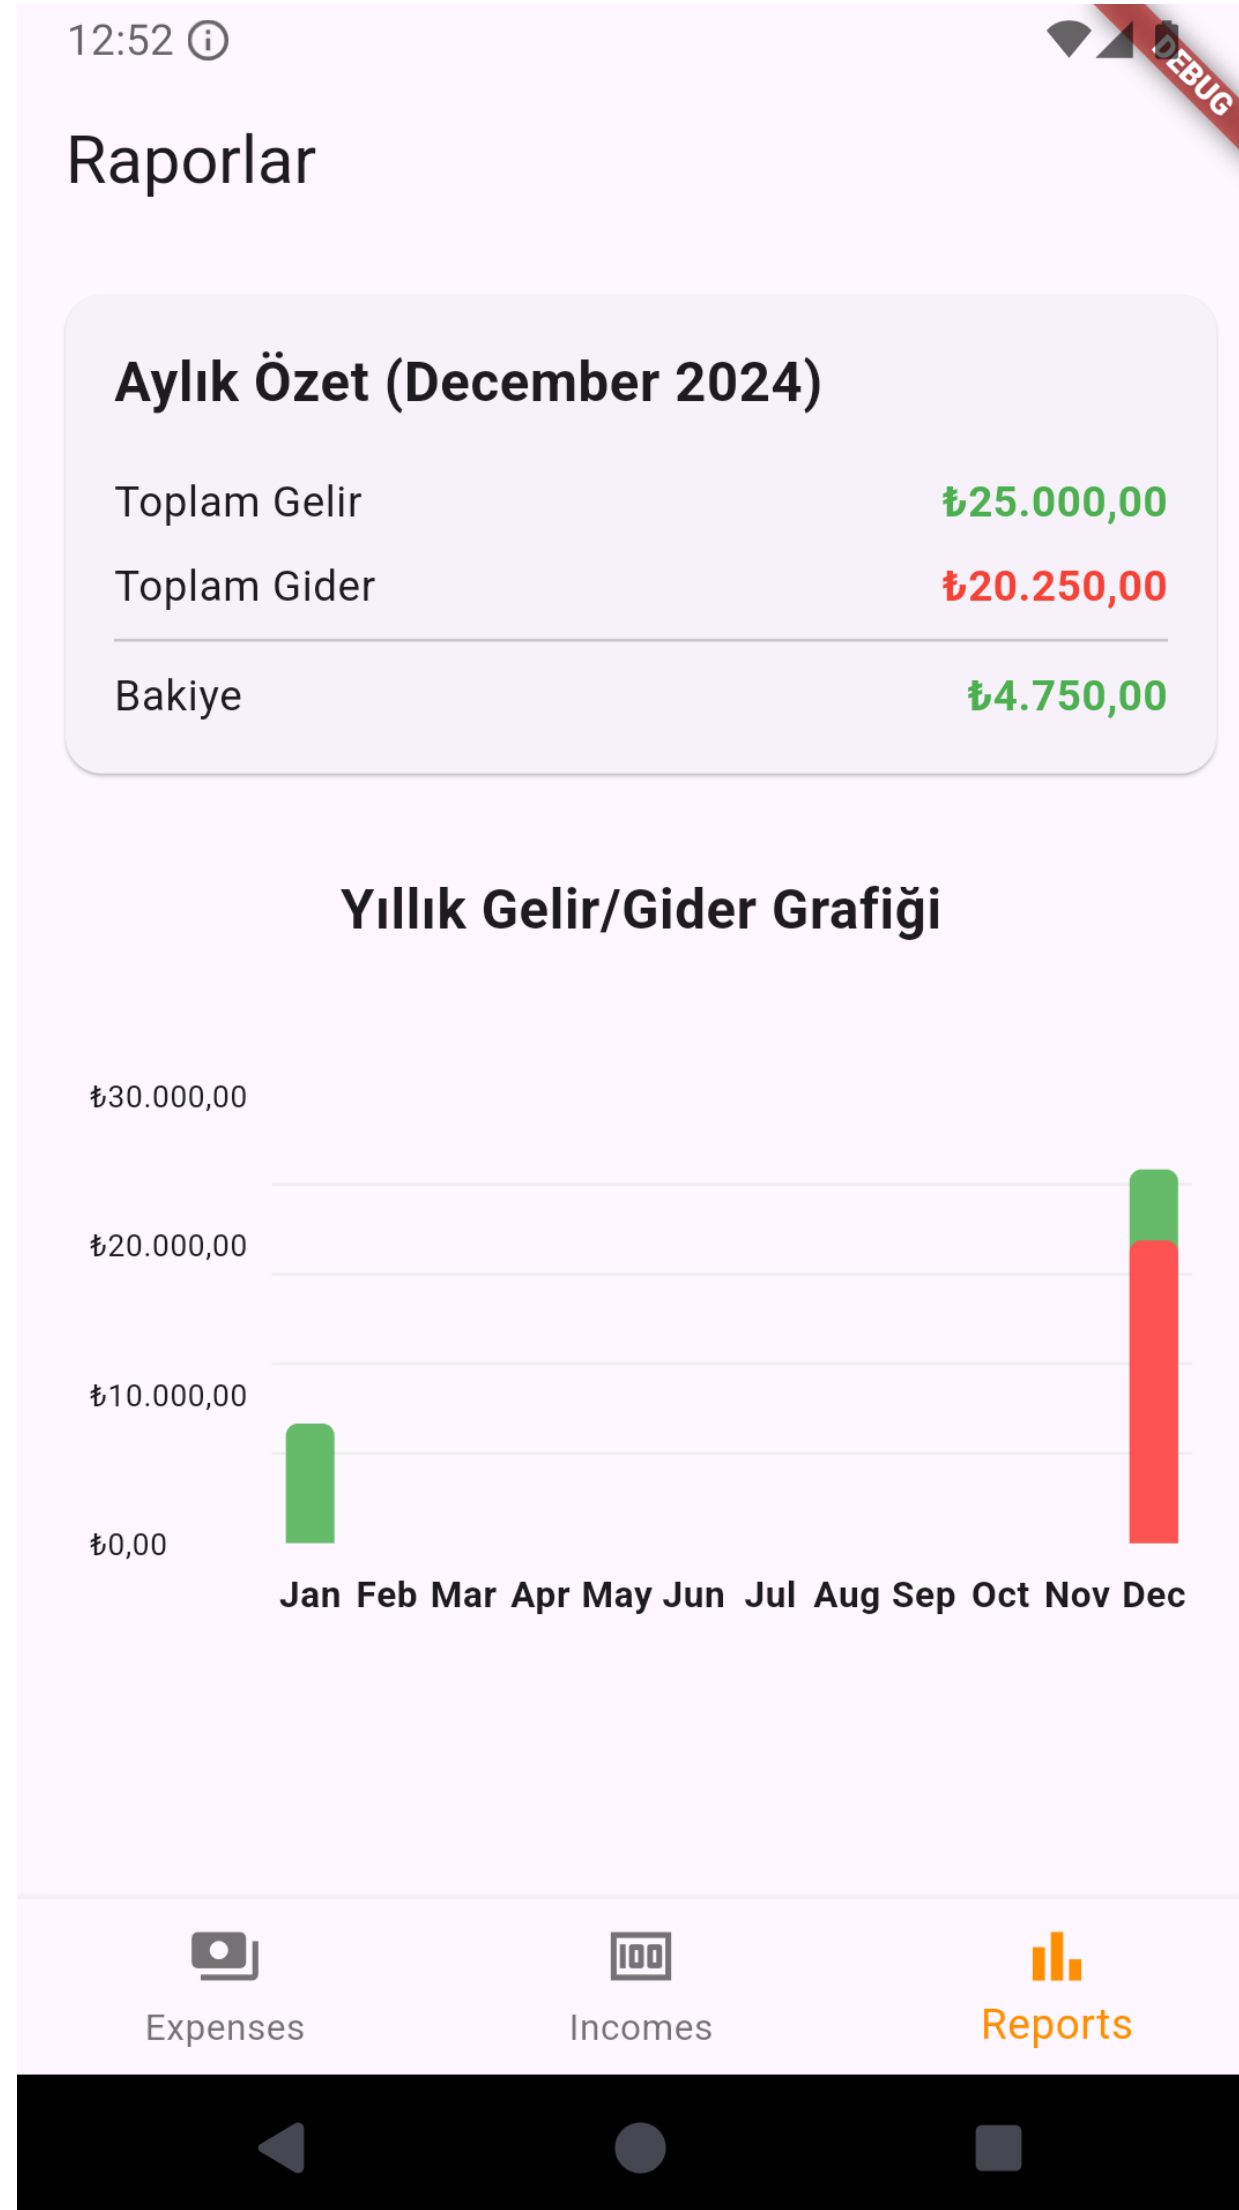 12:52
DEBUG
Raporlar
Aylık Özet (December 2024)
Toplam Gelir ₺25.000,00
Toplam Gider ₺20.250,00
Bakiye ₺4.750,00
Yıllık Gelir/Gider Grafiği
₺30.000,00
₺20.000,00
₺10.000,00
₺0,00
Jan Feb Mar Apr May Jun Jul Aug Sep Oct Nov Dec
100
Expenses Incomes Reports